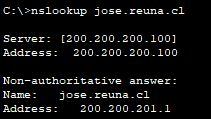 C:\>nslookup jose.reuna.cl
Server: [200.200.200.100]
Address: 200.200.200.100
Non-authoritative answer:
Name: jose.reuna.cl
Address: 200.200.201.1